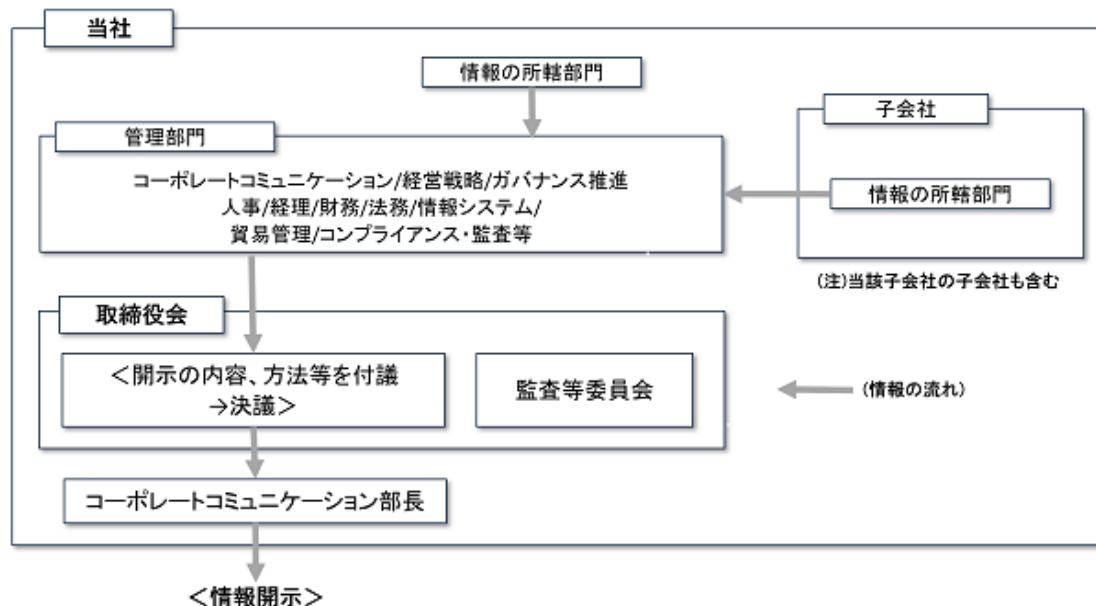 当社
情報の所轄部門
子会社
管理部門
コーポレートコミュニケーション/経営戦略/ガバナンス推進
人事/経理/財務/法務/情報システム/
貿易管理/コンプライアンス・監査等
情報の所轄部門
(注)当該子会社の子会社も含む
取締役会
＜開示の内容、方法等を付議
→決議＞
監査等委員会
(情報の流れ)
コーポレートコミュニケーション部長
＜情報開示＞